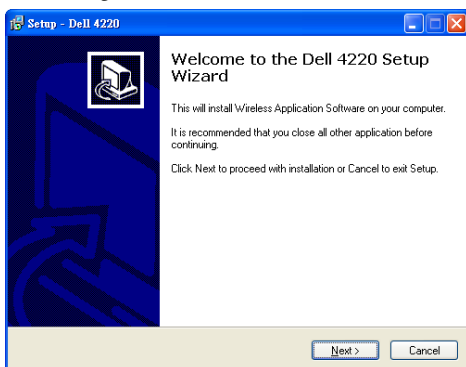 Setup - Dell 4220
Welcome to the Dell 4220 Setup
Wizard
This will install Wireless Application Software on your computer.
It is recommended that you close all other application before
continuing.
Click Next to proceed with installation or Cancel to exit Setup.
Next >
Cancel